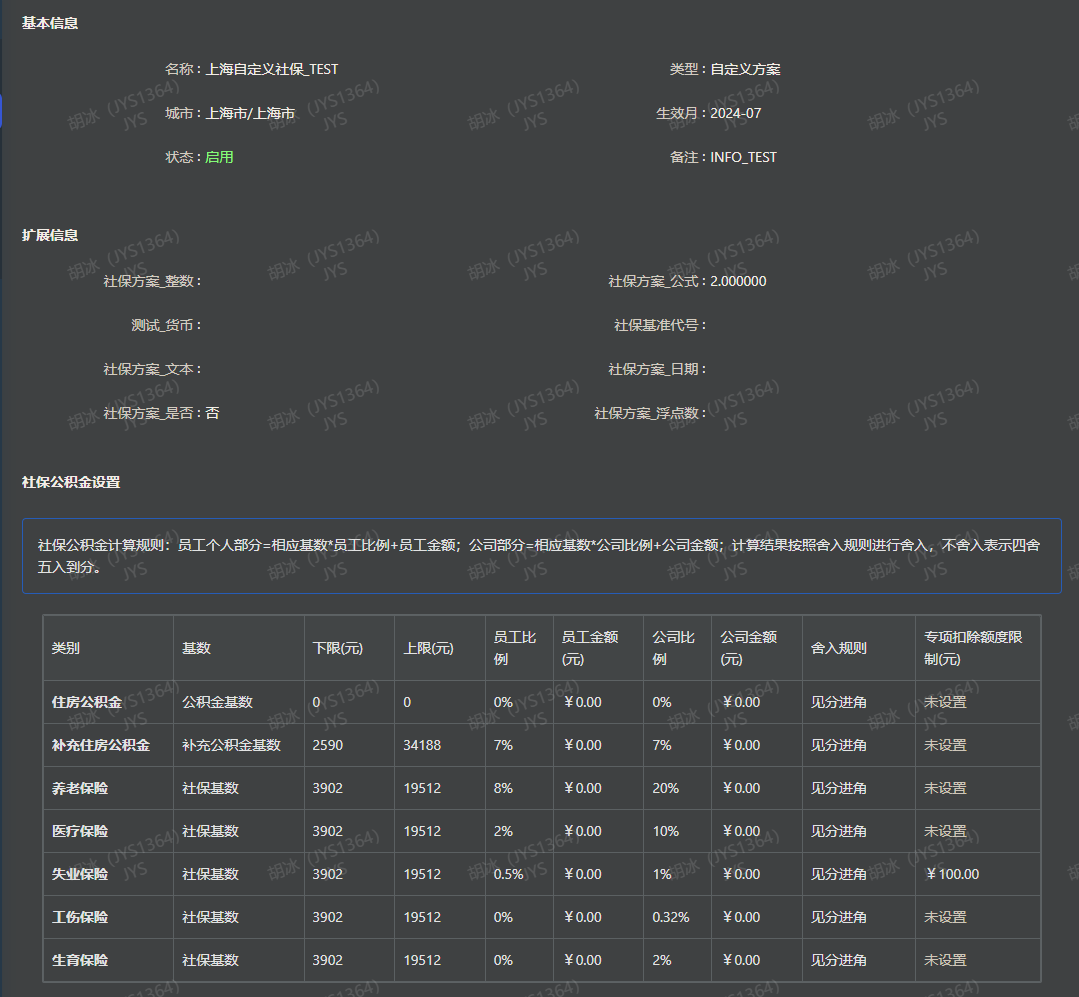 基本信息
名称 : 上海自定义社保_TEST 类型 : 自定义方案
城市 : 上海市/上海市 生效月 : 2024-07
状态 : 启用 备注 : INFO_TEST
扩展信息
社保方案_整数 : 社保方案_公式 : 2.000000
测试_货币 : 社保基准代号 :
社保方案_文本 : 社保方案_日期 :
社保方案_是否 : 否 社保方案_浮点数 :
社保公积金设置
社保公积金计算规则：员工个人部分=相应基数*员工比例+员工金额；公司部分=相应基数*公司比例+公司金额；计算结果按照舍入规则进行舍入，不舍入表示四舍
五入到分。
类别 基数 下限(元) 上限(元) 员工比例 员工金额(元) 公司比例 公司金额(元) 舍入规则 专项扣除额度限制(元)
住房公积金 公积金基数 0 0 0% ￥0.00 0% ￥0.00 见分进角 未设置
补充住房公积金 补充公积金基数 2590 34188 7% ￥0.00 7% ￥0.00 见分进角 未设置
养老保险 社保基数 3902 19512 8% ￥0.00 20% ￥0.00 见分进角 未设置
医疗保险 社保基数 3902 19512 2% ￥0.00 10% ￥0.00 见分进角 未设置
失业保险 社保基数 3902 19512 0.5% ￥0.00 1% ￥0.00 见分进角 ￥100.00
工伤保险 社保基数 3902 19512 0% ￥0.00 0.32% ￥0.00 见分进角 未设置
生育保险 社保基数 3902 19512 0% ￥0.00 2% ￥0.00 见分进角 未设置
胡冰（JYS1364）
JYS